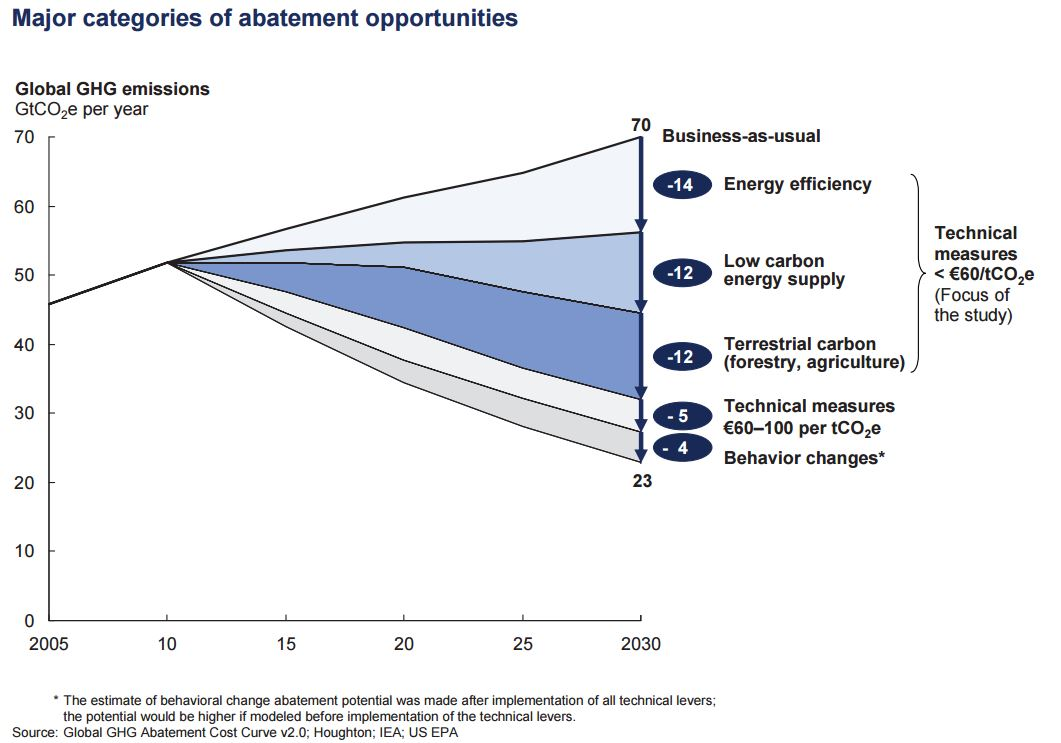 Major categories of abatement opportunities
Global GHG emissions
GtCO₂e per year
70
60
50
40
30
20
10
0
2005
10
15
20
25
2030
70
Business-as-usual
-14
Energy efficiency
-12
Low carbon
energy supply
-12
Terrestrial carbon
(forestry, agriculture)
- 5
Technical measures
€60–100 per tCO₂e
- 4
Behavior changes*
23
Technical
measures
< €60/tCO₂e
(Focus of
the study)
* The estimate of behavioral change abatement potential was made after implementation of all technical levers;
the potential would be higher if modeled before implementation of the technical levers.
Source: Global GHG Abatement Cost Curve v2.0; Houghton; IEA; US EPA